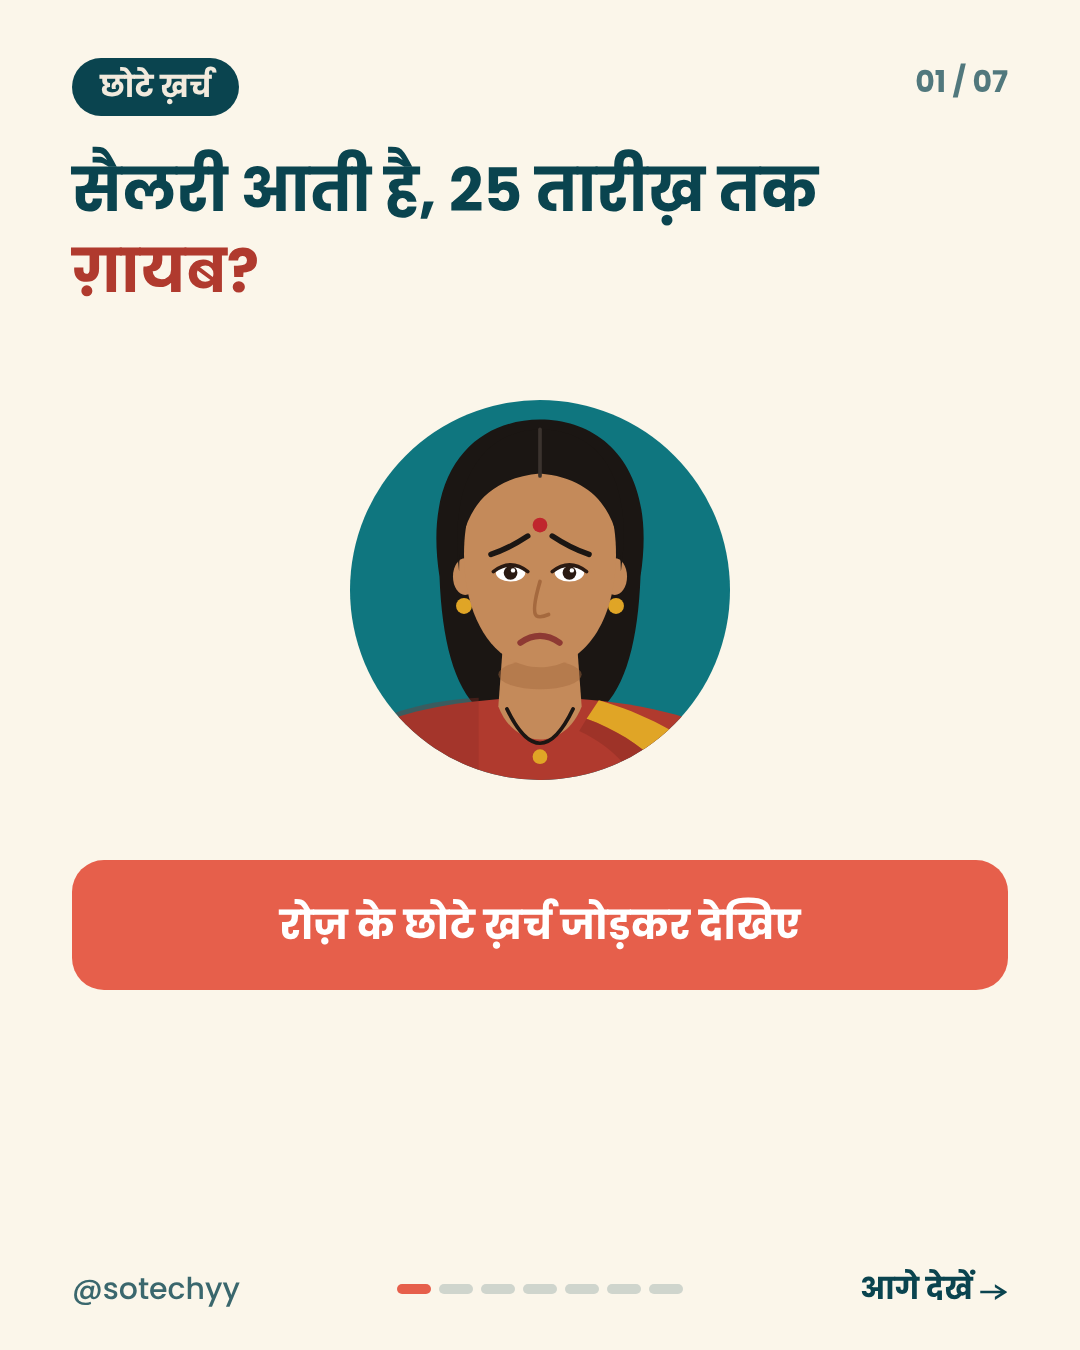 छोटे ख़र्च
01 / 07
सैलरी आती है, 25 तारीख़ तक
ग़ायब?
रोज़ के छोटे ख़र्च जोड़कर देखिए
@sotechyy
आगे देखें →